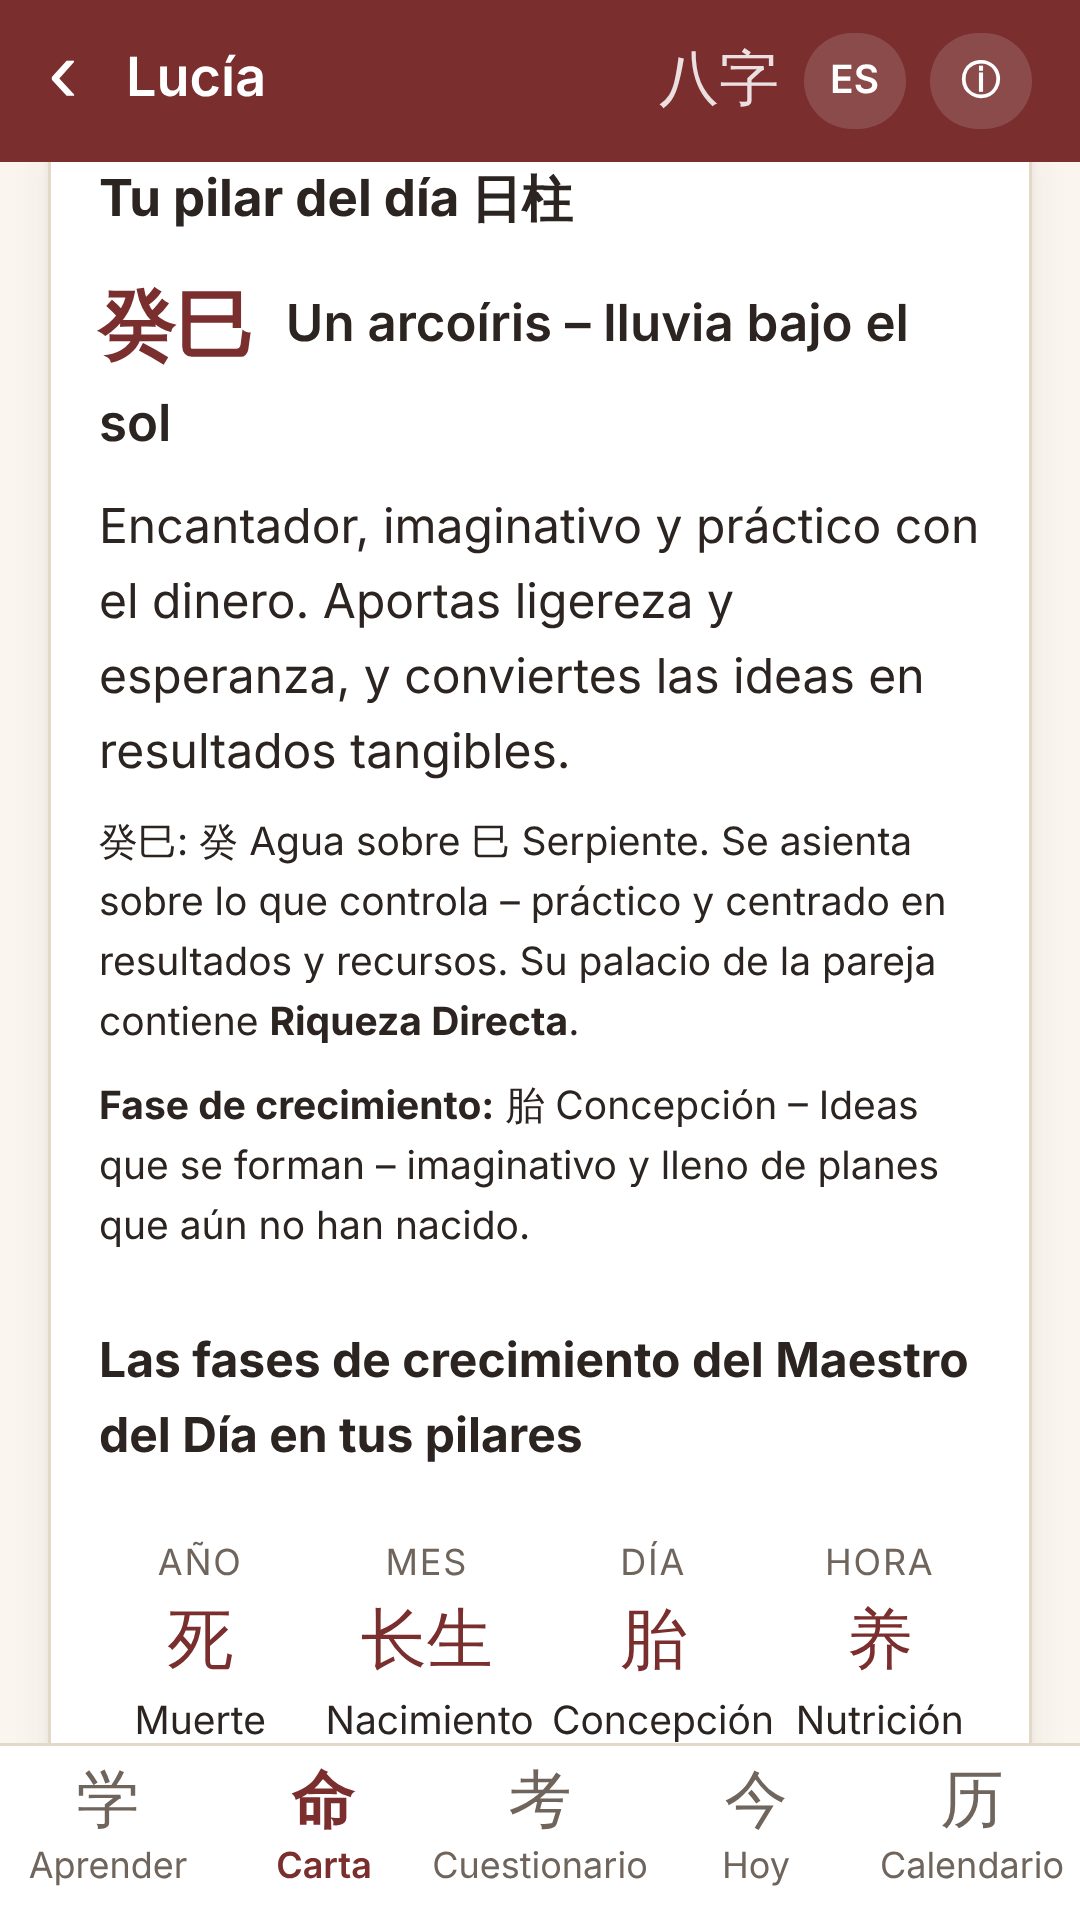 Lucía
八字
ES
Tu pilar del día 日柱
癸巳 Un arcoíris – lluvia bajo el
sol
Encantador, imaginativo y práctico con
el dinero. Aportas ligereza y
esperanza, y conviertes las ideas en
resultados tangibles.
癸巳: 癸 Agua sobre 巳 Serpiente. Se asienta
sobre lo que controla – práctico y centrado en
resultados y recursos. Su palacio de la pareja
contiene Riqueza Directa.
Fase de crecimiento: 胎 Concepción – Ideas
que se forman – imaginativo y lleno de planes
que aún no han nacido.
Las fases de crecimiento del Maestro
del Día en tus pilares
AÑO MES DÍA HORA
死 长生 胎 养
Muerte Nacimiento Concepción Nutrición
学 命 考 今 历
Aprender Carta Cuestionario Hoy Calendario